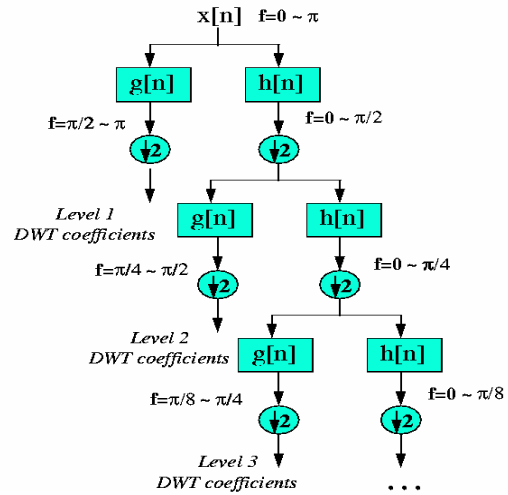 x[n] f=0 ~ π
g[n] h[n]
f=π/2 ~ π f=0 ~ π/2
↓2 ↓2
Level 1
DWT coefficients
g[n] h[n]
f=π/4 ~ π/2 f=0 ~ π/4
↓2 ↓2
Level 2
DWT coefficients
g[n] h[n]
f=π/8 ~ π/4 f=0 ~ π/8
↓2 ↓2
Level 3
DWT coefficients
...